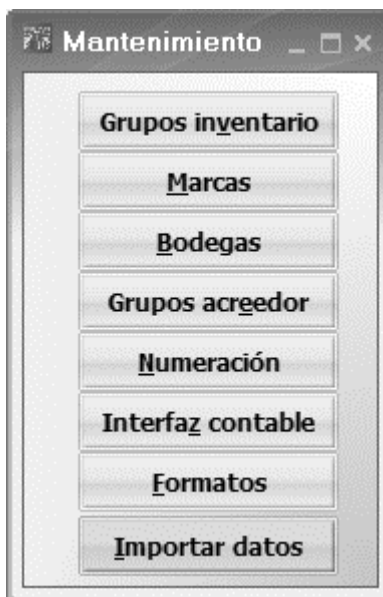 Mantenimiento
Grupos inventario
Marcas
Bodegas
Grupos acreedor
Numeración
Interfaz contable
Formatos
Importar datos